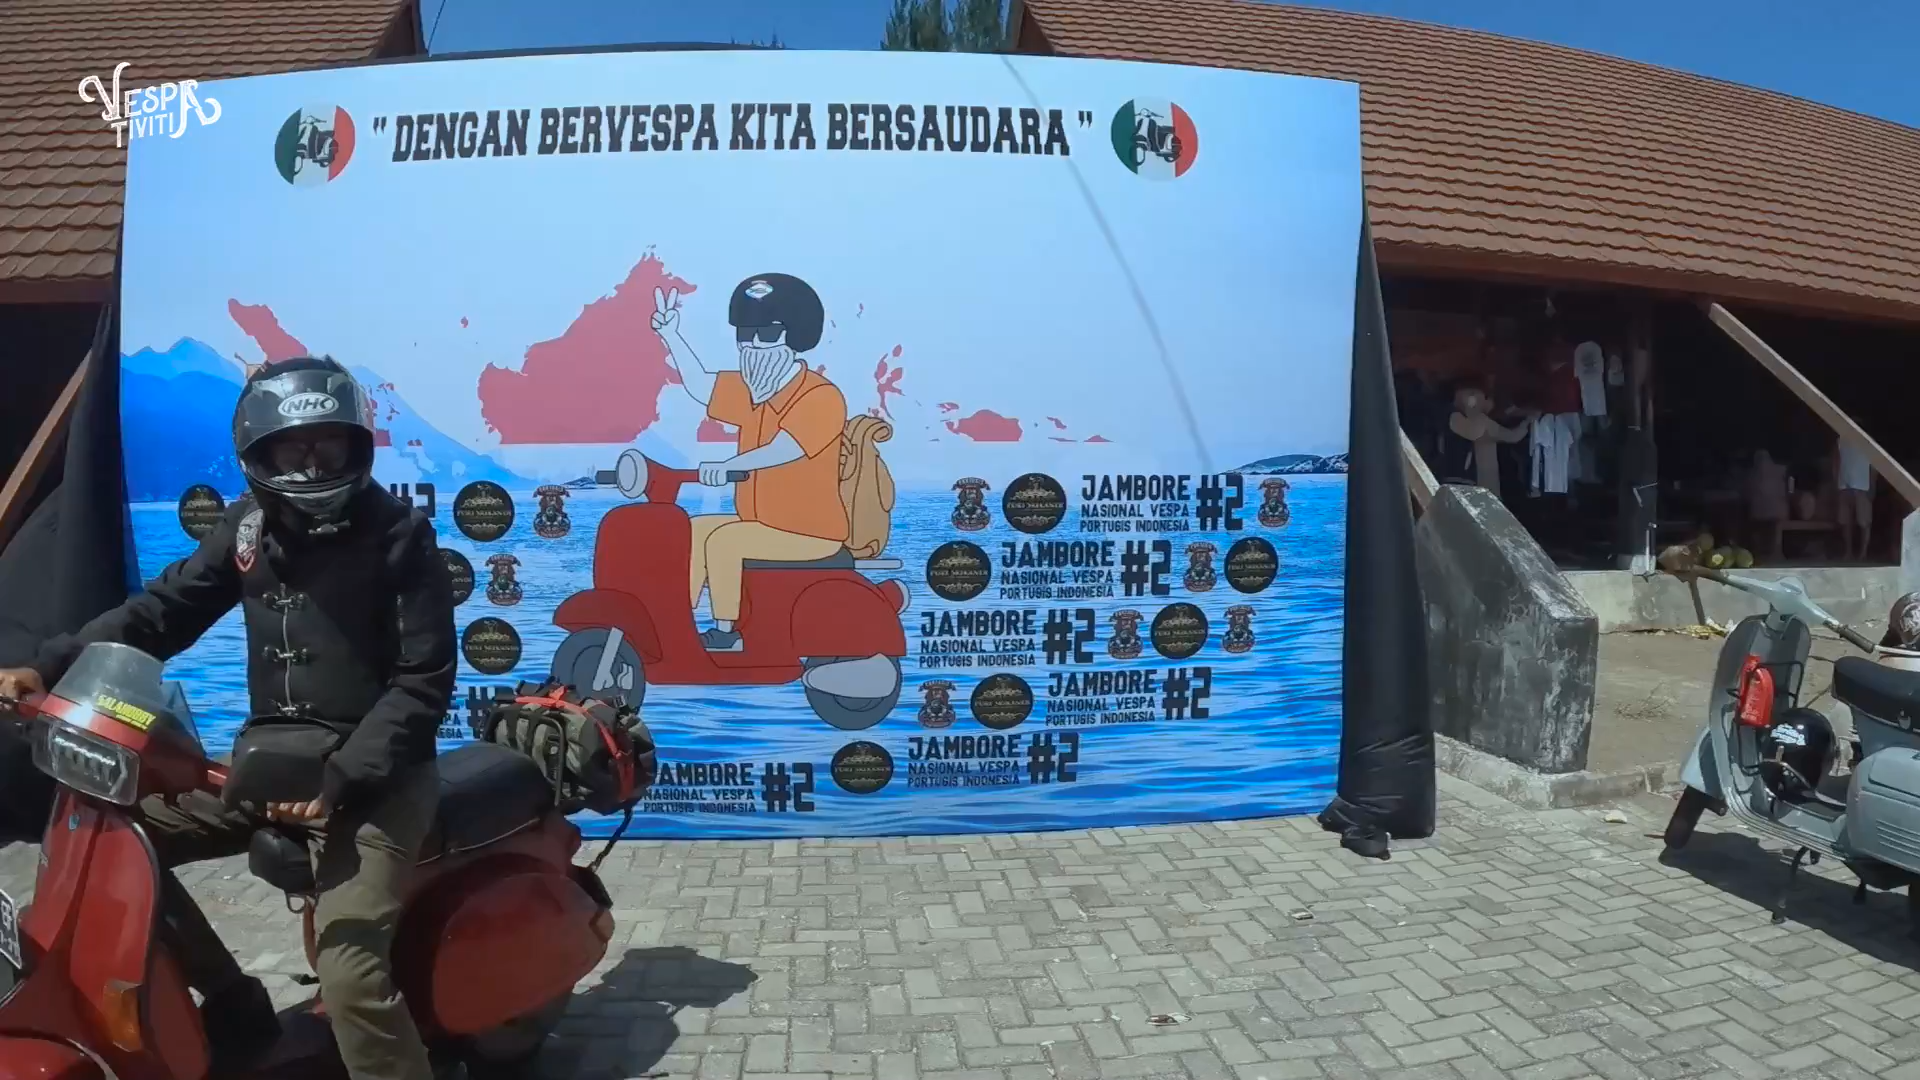 VESPA
TIVITI
" DENGAN BERVESPA KITA BERSAUDARA "
NHK
JAMBORE #2
NASIONAL VESPA
PORTUGIS INDONESIA
JAMBORE #2
NASIONAL VESPA
PORTUGIS INDONESIA
JAMBORE #2
NASIONAL VESPA
PORTUGIS INDONESIA
JAMBORE #2
NASIONAL VESPA
PORTUGIS INDONESIA
JAMBORE #2
NASIONAL VESPA
PORTUGIS INDONESIA
JAMBORE #2
NASIONAL VESPA
PORTUGIS INDONESIA